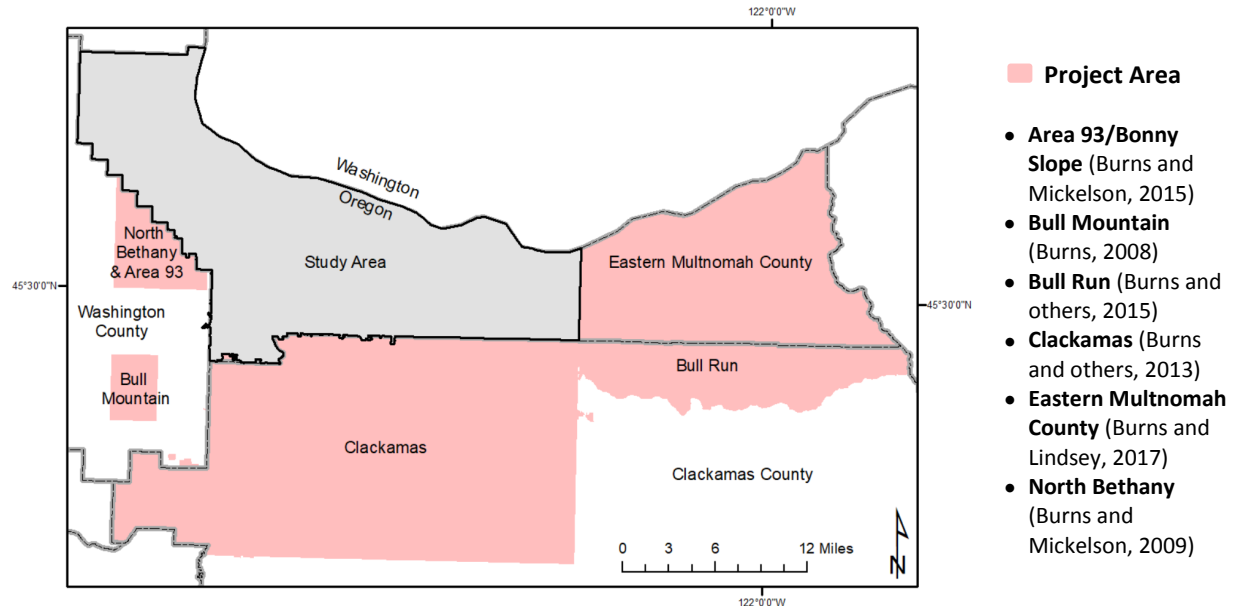 122°0'0"W
Washington
Oregon
North
Bethany
& Area 93
Study Area
Eastern Multnomah County
45°30'0"N
45°30'0"N
Washington
County
Bull
Mountain
Bull Run
Clackamas
Clackamas County
0 3 6 12 Miles
N
122°0'0"W
Project Area
• Area 93/Bonny
Slope (Burns and
Mickelson, 2015)
• Bull Mountain
(Burns, 2008)
• Bull Run (Burns and
others, 2015)
• Clackamas (Burns
and others, 2013)
• Eastern Multnomah
County (Burns and
Lindsey, 2017)
• North Bethany
(Burns and
Mickelson, 2009)